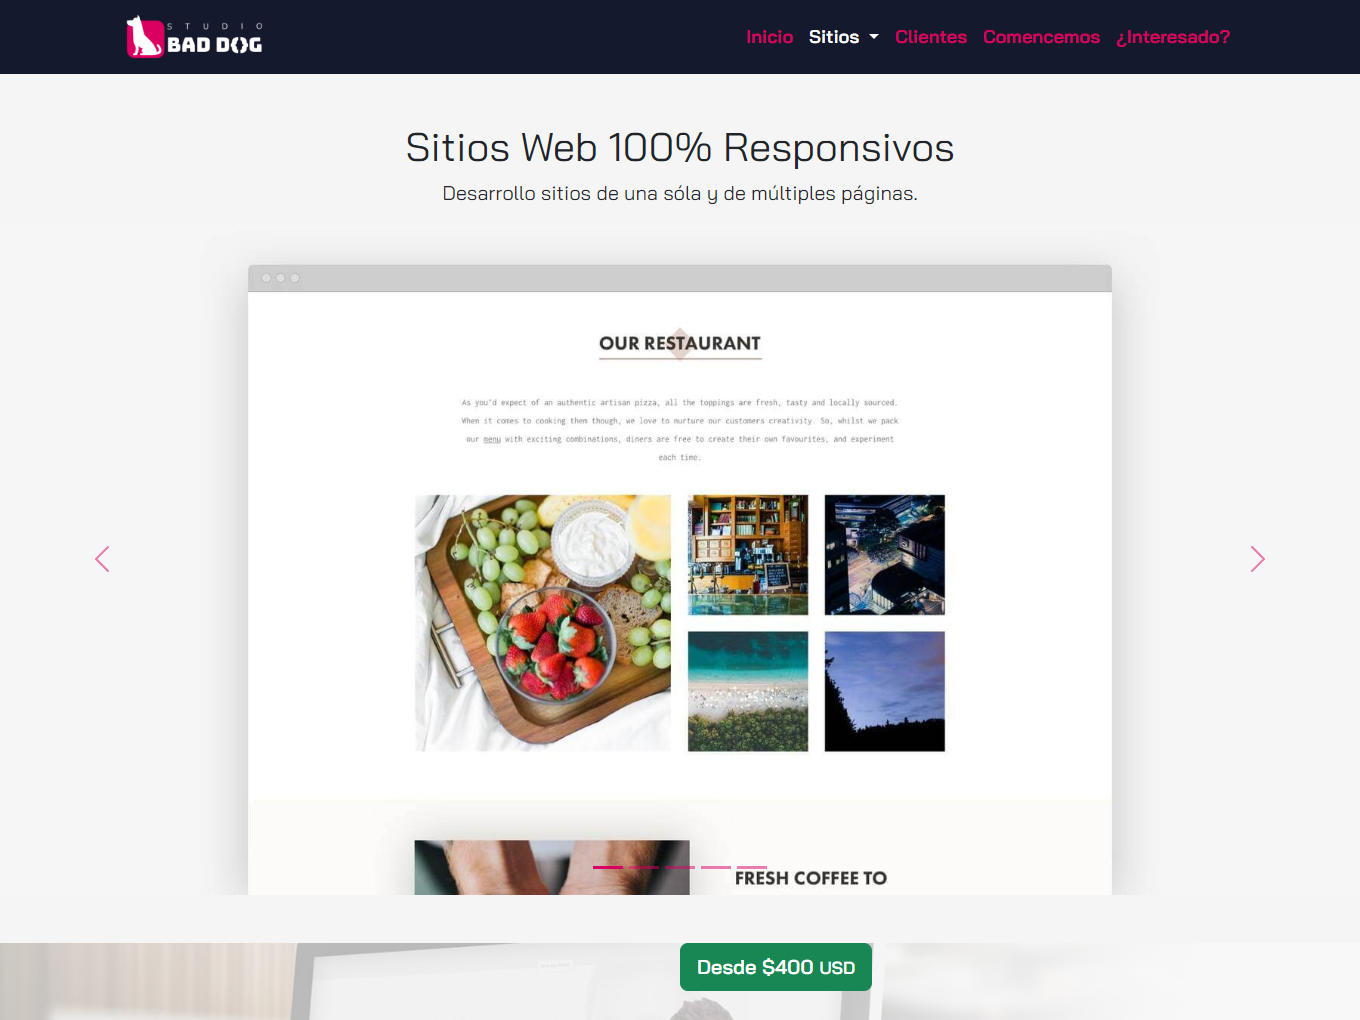 STUDIO
BAD DOG
Inicio Sitios Clientes Comencemos ¿Interesado?
Sitios Web 100% Responsivos
Desarrollo sitios de una sóla y de múltiples páginas.
OUR RESTAURANT
As you'd expect of an authentic artisan pizza, all the toppings are fresh, tasty and locally sourced.
When it comes to cooking them though, we love to nurture our customers creativity. So, whilst we pack
our menu with exciting combinations, diners are free to create their own favourites, and experiment
each time.
FRESH COFFEE TO
Desde $400 USD